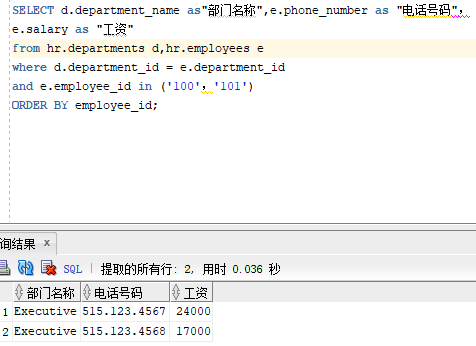 SELECT d.department_name as"部门名称",e.phone_number as "电话号码",
e.salary as "工资"
from hr.departments d,hr.employees e
where d.department_id = e.department_id
and e.employee_id in ('100'，'101')
ORDER BY employee_id;
询结果 x
SQL | 提取的所有行: 2, 用时 0.036 秒
部门名称 电话号码 工资
1 Executive 515.123.4567 24000
2 Executive 515.123.4568 17000